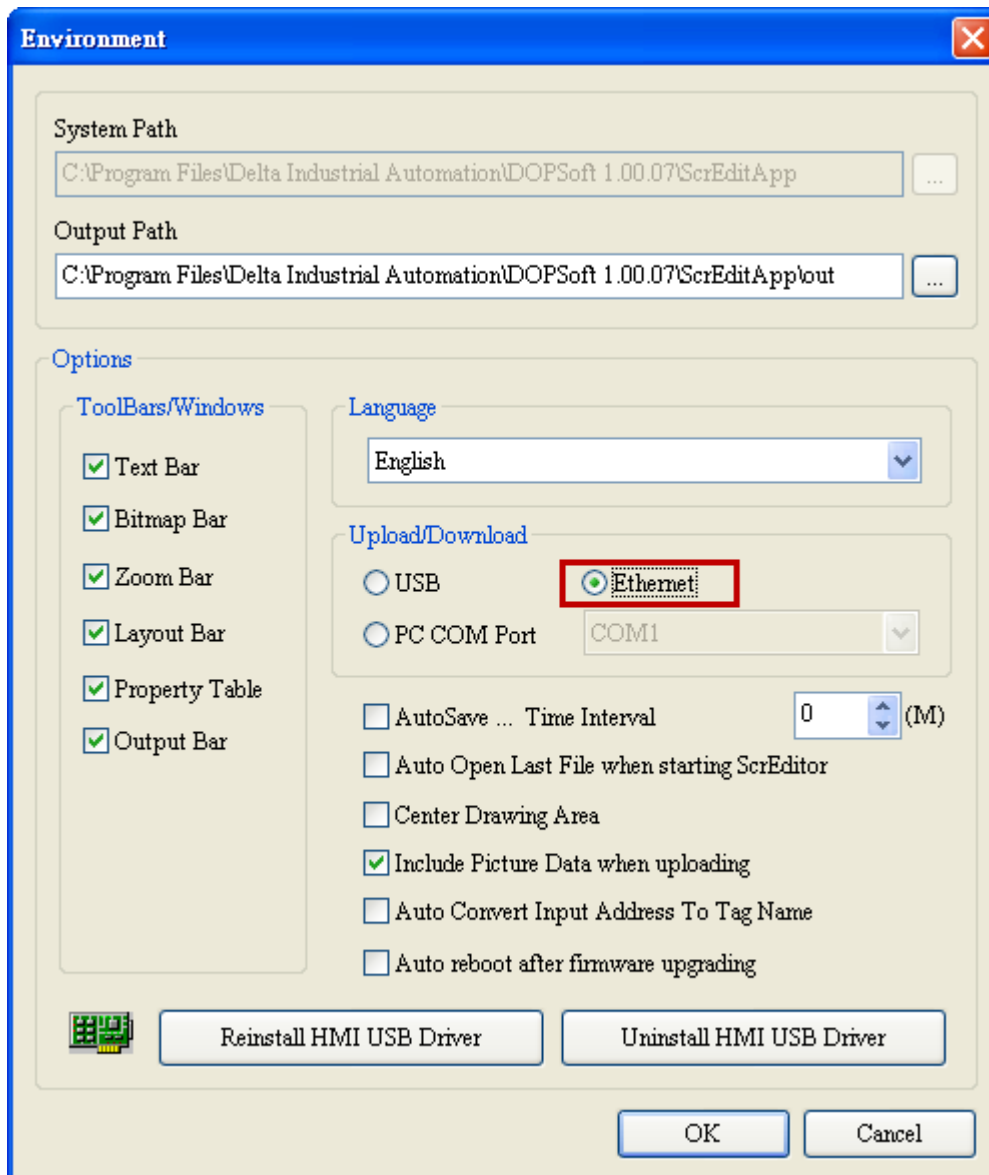 Environment
System Path
C:\Program Files\Delta Industrial Automation\DOPSoft 1.00.07\ScrEditApp
...
Output Path
C:\Program Files\Delta Industrial Automation\DOPSoft 1.00.07\ScrEditApp\out
...
Options
ToolBars/Windows
Text Bar
Bitmap Bar
Zoom Bar
Layout Bar
Property Table
Output Bar
Language
English
Upload/Download
USB
Ethernet
PC COM Port
COM1
AutoSave ... Time Interval 0 (M)
Auto Open Last File when starting ScrEditor
Center Drawing Area
Include Picture Data when uploading
Auto Convert Input Address To Tag Name
Auto reboot after firmware upgrading
Reinstall HMI USB Driver
Uninstall HMI USB Driver
OK
Cancel